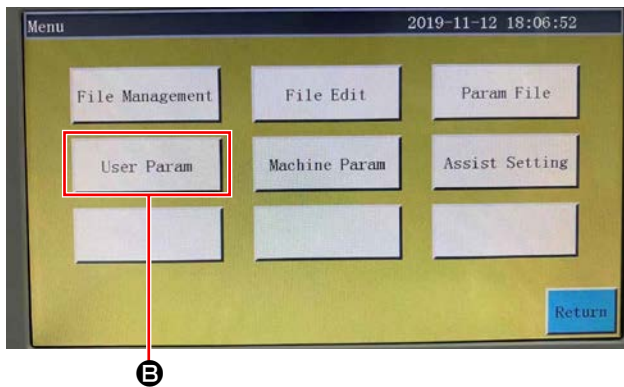 Menu 2019-11-12 18:06:52
File Management File Edit Param File
User Param Machine Param Assist Setting
Return
B